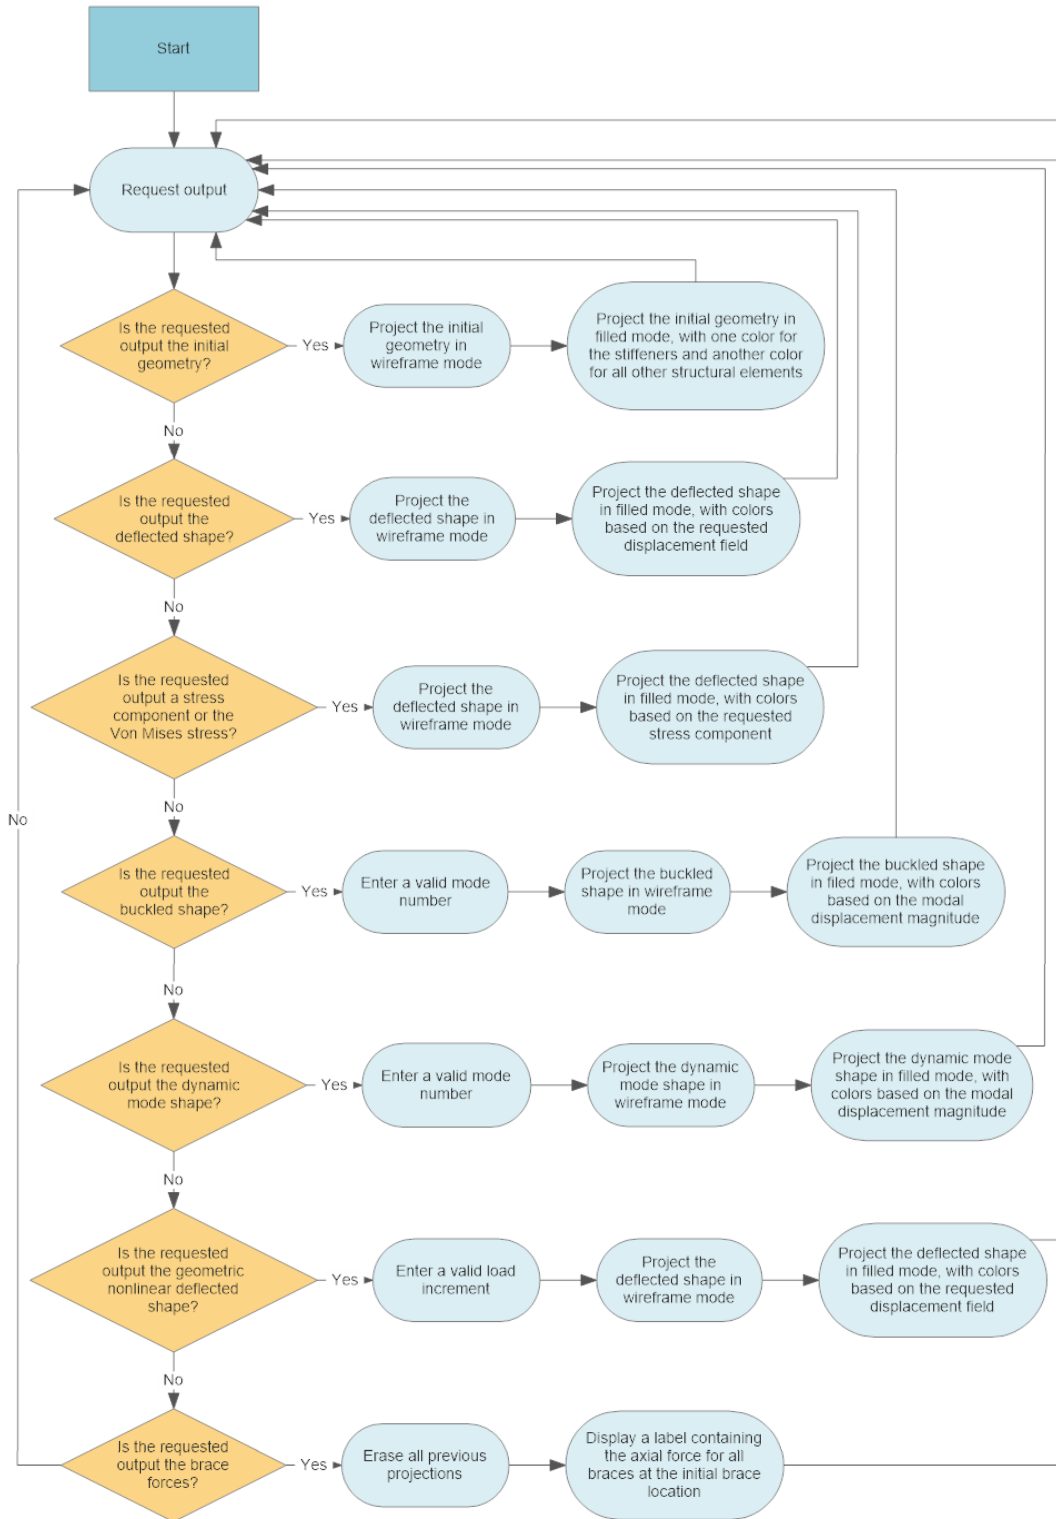 Start
Request output
Is the requested
output the initial
geometry?
Yes
Project the initial
geometry in
wireframe mode
Project the initial geometry in
filled mode, with one color for
the stiffeners and another color
for all other structural elements
No
Is the requested
output the
deflected shape?
Yes
Project the
deflected shape in
wireframe mode
Project the deflected shape
in filled mode, with colors
based on the requested
displacement field
No
Is the requested
output a stress
component or the
Von Mises stress?
Yes
Project the
deflected shape in
wireframe mode
Project the deflected shape
in filled mode, with colors
based on the requested
stress component
No
No
Is the requested
output the
buckled shape?
Yes
Enter a valid mode
number
Project the buckled
shape in wireframe
mode
Project the buckled shape
in filed mode, with colors
based on the modal
displacement magnitude
No
Is the requested
output the dynamic
mode shape?
Yes
Enter a valid mode
number
Project the dynamic
mode shape in
wireframe mode
Project the dynamic mode
shape in filled mode, with
colors based on the modal
displacement magnitude
No
Is the requested
output the geometric
nonlinear deflected
shape?
Yes
Enter a valid load
increment
Project the
deflected shape in
wireframe mode
Project the deflected shape
in filled mode, with colors
based on the requested
displacement field
No
Is the requested
output the brace
forces?
Yes
Erase all previous
projections
Display a label containing
the axial force for all
braces at the initial brace
location